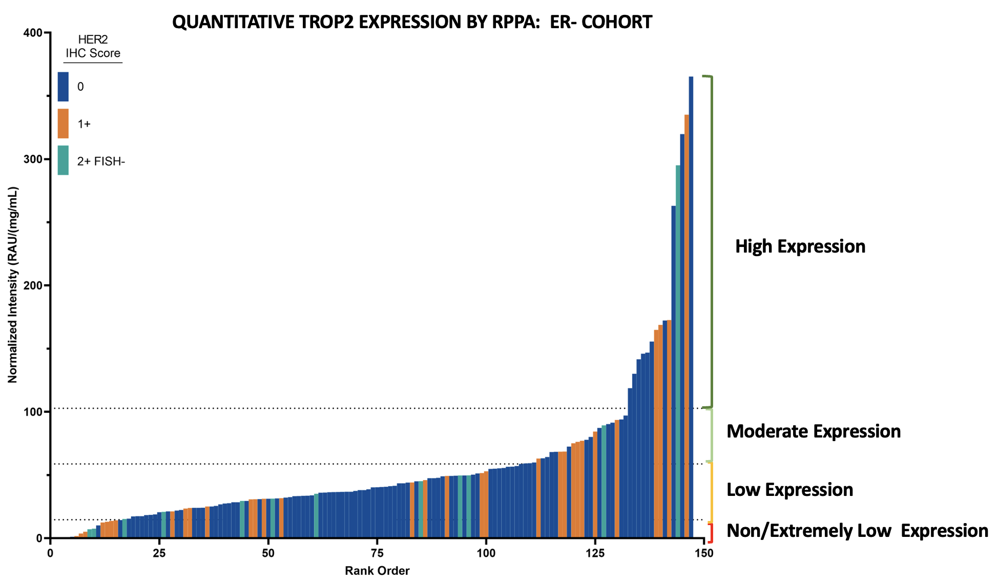 QUANTITATIVE TROP2 EXPRESSION BY RPPA:  ER- COHORT
HER2
IHC Score
0
1+
2+ FISH-
Normalized Intensity (RAU/(mg/mL)
400
300
200
100
0
0
25
50
75
100
125
150
Rank Order
High Expression
Moderate Expression
Low Expression
Non/Extremely Low  Expression